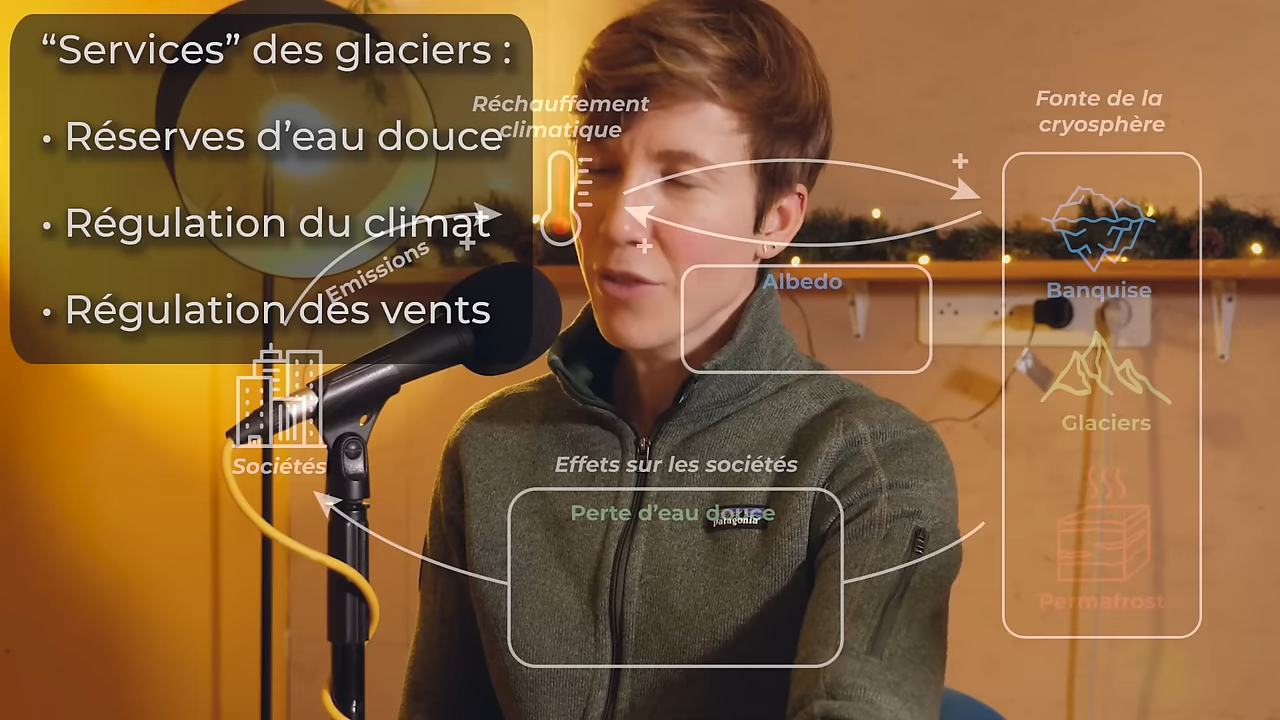 “Services” des glaciers :
• Réserves d’eau douce
• Régulation du climat
• Régulation des vents
Réchauffement
climatique
Fonte de la
cryosphère
+
+
+
Emissions
Albedo
Banquise
Glaciers
Permafrost
Sociétés
Effets sur les sociétés
Perte d’eau douce
patagonia